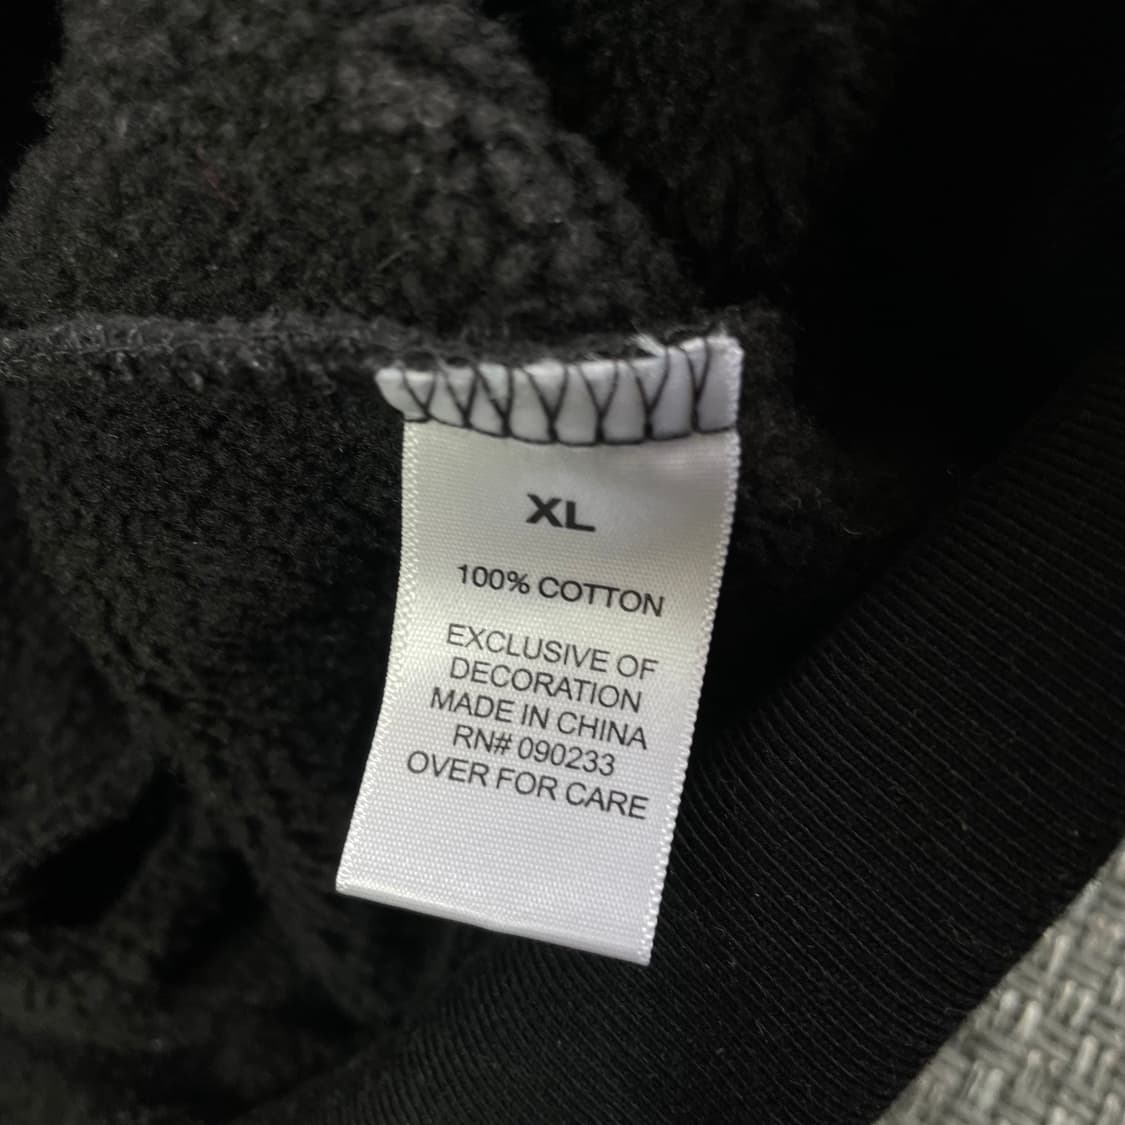 XL
100% COTTON
EXCLUSIVE OF
DECORATION
MADE IN CHINA
RN# 090233
OVER FOR CARE